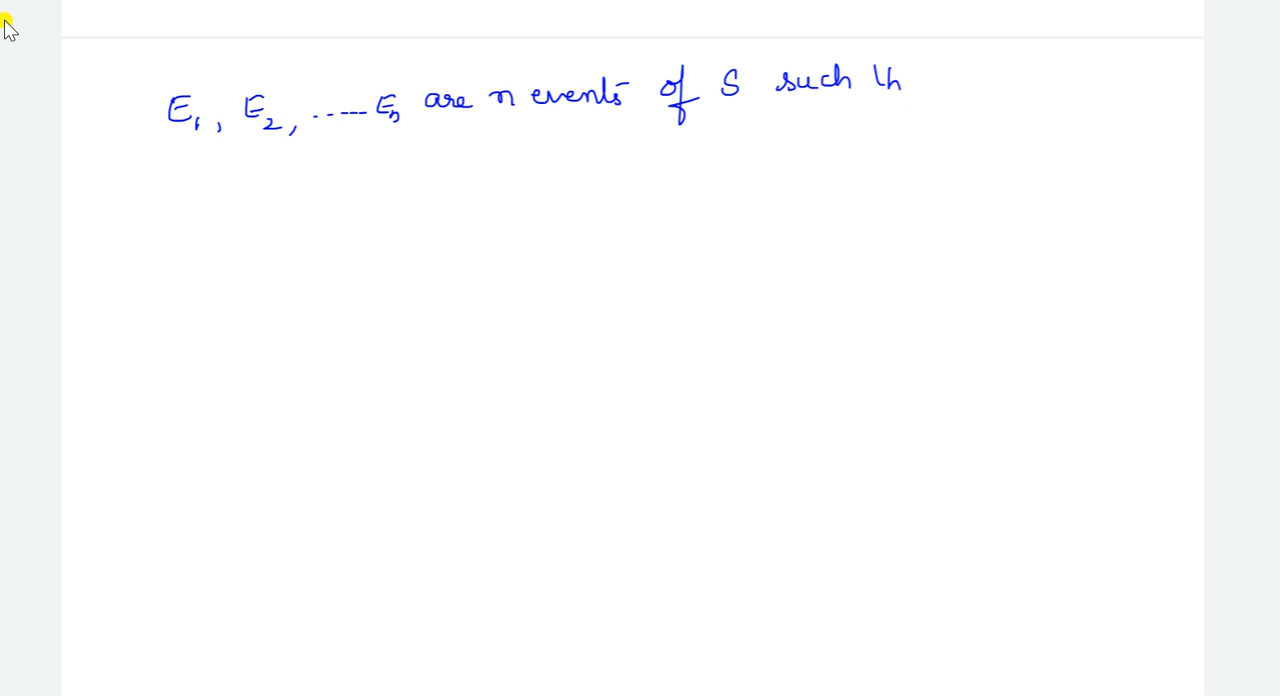 E₁, E₂, ..... Eₙ are n events of S such th